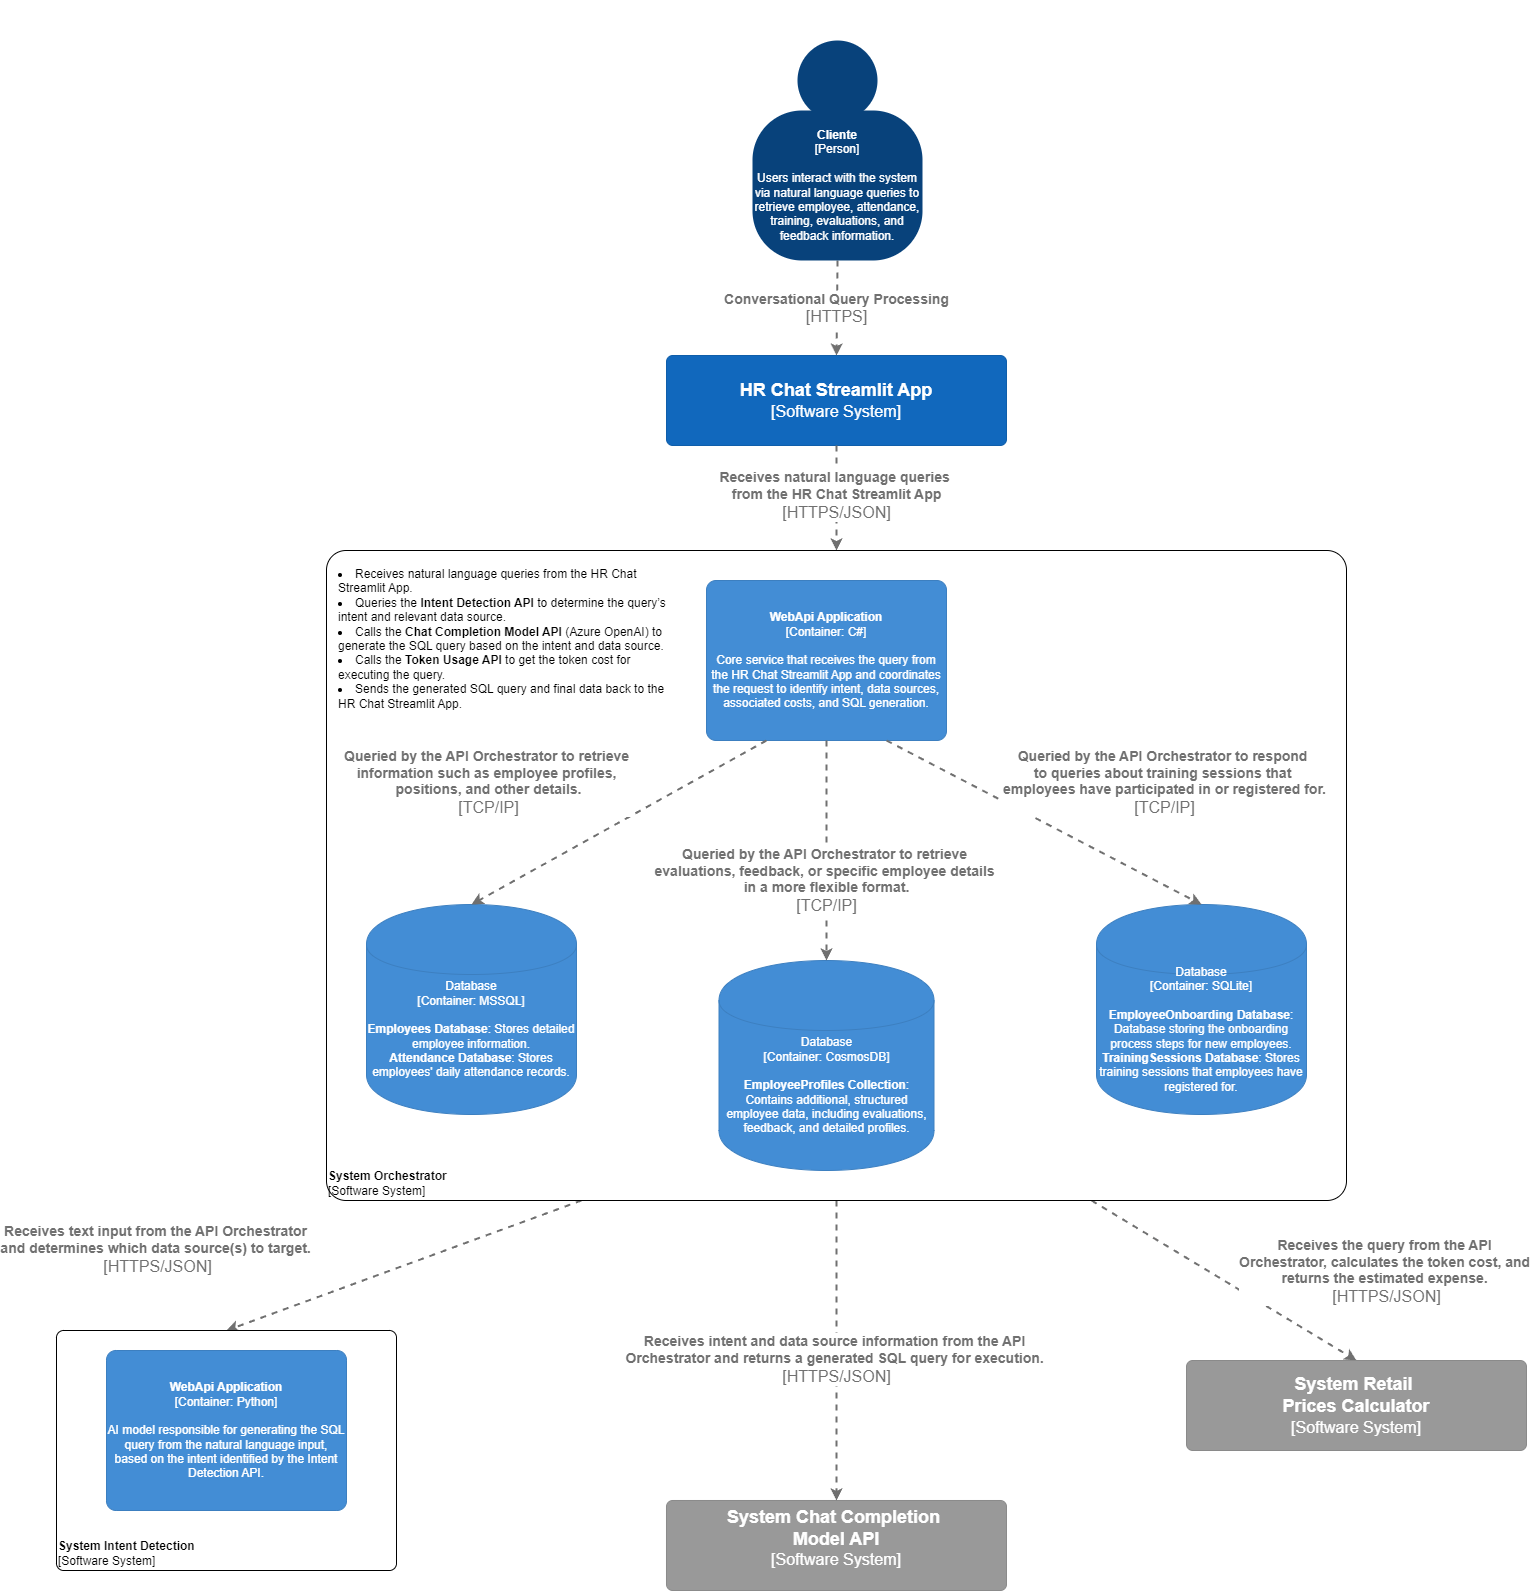 Cliente
[Person]
Users interact with the system
via natural language queries to
retrieve employee, attendance,
training, evaluations, and
feedback information.
Conversational Query Processing
[HTTPS]
HR Chat Streamlit App
[Software System]
Receives natural language queries
from the HR Chat Streamlit App
[HTTPS/JSON]
• Receives natural language queries from the HR Chat
Streamlit App.
• Queries the Intent Detection API to determine the query's
intent and relevant data source.
• Calls the Chat Completion Model API (Azure OpenAI) to
generate the SQL query based on the intent and data source.
• Calls the Token Usage API to get the token cost for
executing the query.
• Sends the generated SQL query and final data back to the
HR Chat Streamlit App.
WebApi Application
[Container: C#]
Core service that receives the query from
the HR Chat Streamlit App and coordinates
the request to identify intent, data sources,
associated costs, and SQL generation.
Queried by the API Orchestrator to retrieve
information such as employee profiles,
positions, and other details.
[TCP/IP]
Queried by the API Orchestrator to retrieve
evaluations, feedback, or specific employee details
in a more flexible format.
[TCP/IP]
Queried by the API Orchestrator to respond
to queries about training sessions that
employees have participated in or registered for.
[TCP/IP]
Database
[Container: MSSQL]
Employees Database: Stores detailed
employee information.
Attendance Database: Stores
employees' daily attendance records.
Database
[Container: CosmosDB]
EmployeeProfiles Collection:
Contains additional, structured
employee data, including evaluations,
feedback, and detailed profiles.
Database
[Container: SQLite]
EmployeeOnboarding Database:
Database storing the onboarding
process steps for new employees.
TrainingSessions Database: Stores
training sessions that employees have
registered for.
System Orchestrator
[Software System]
Receives text input from the API Orchestrator
and determines which data source(s) to target.
[HTTPS/JSON]
Receives intent and data source information from the API
Orchestrator and returns a generated SQL query for execution.
[HTTPS/JSON]
Receives the query from the API
Orchestrator, calculates the token cost, and
returns the estimated expense.
[HTTPS/JSON]
WebApi Application
[Container: Python]
AI model responsible for generating the SQL
query from the natural language input,
based on the intent identified by the Intent
Detection API.
System Intent Detection
[Software System]
System Chat Completion
Model API
[Software System]
System Retail
Prices Calculator
[Software System]